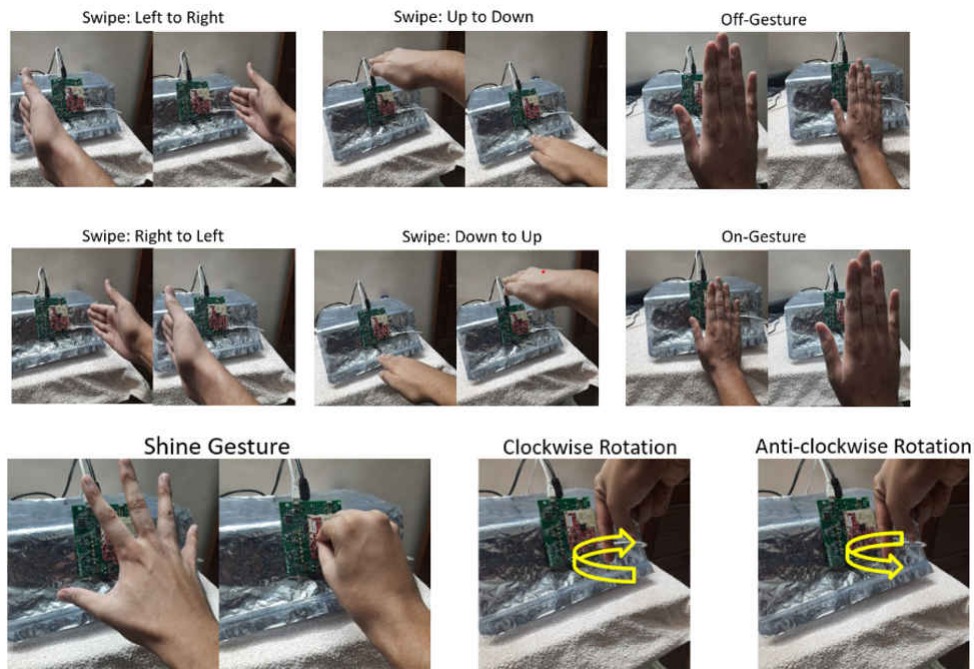 Swipe: Left to Right
Swipe: Up to Down
Off-Gesture
Swipe: Right to Left
Swipe: Down to Up
On-Gesture
Shine Gesture
Clockwise Rotation
Anti-clockwise Rotation